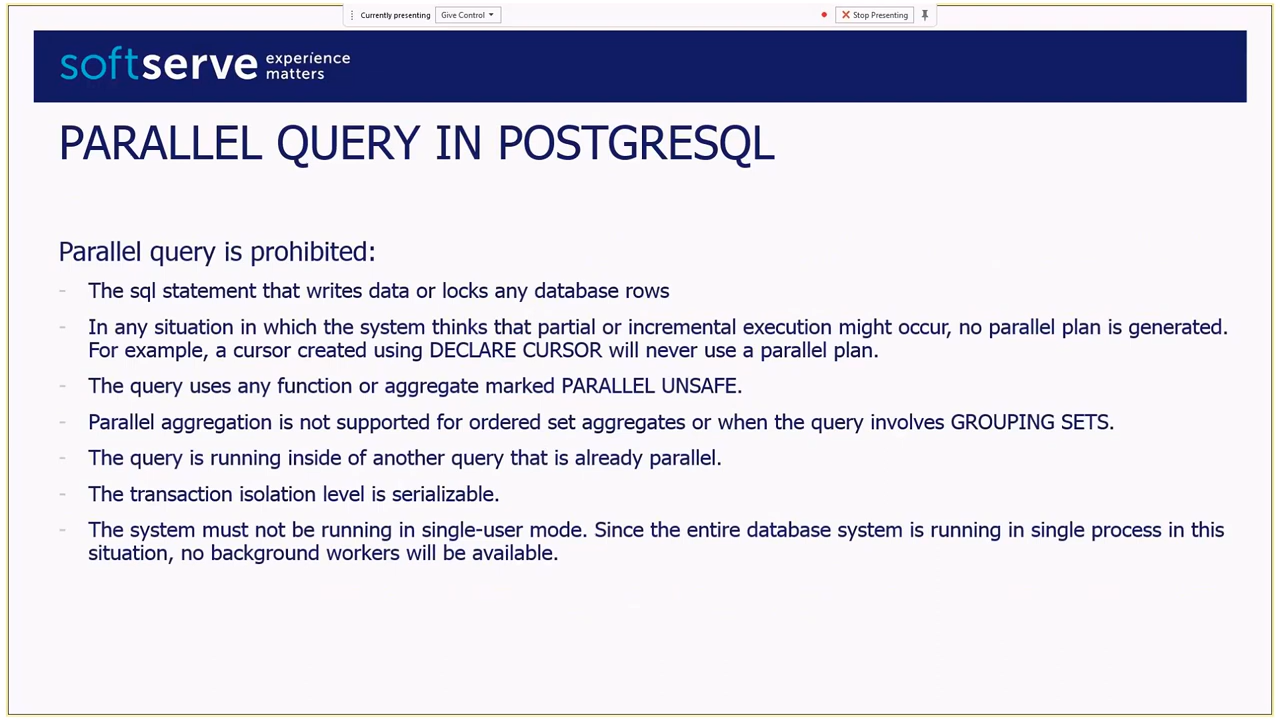 Currently presenting Give Control Stop Presenting
softserve experience matters
PARALLEL QUERY IN POSTGRESQL
Parallel query is prohibited:
- The sql statement that writes data or locks any database rows
- In any situation in which the system thinks that partial or incremental execution might occur, no parallel plan is generated.
For example, a cursor created using DECLARE CURSOR will never use a parallel plan.
- The query uses any function or aggregate marked PARALLEL UNSAFE.
- Parallel aggregation is not supported for ordered set aggregates or when the query involves GROUPING SETS.
- The query is running inside of another query that is already parallel.
- The transaction isolation level is serializable.
- The system must not be running in single-user mode. Since the entire database system is running in single process in this
situation, no background workers will be available.